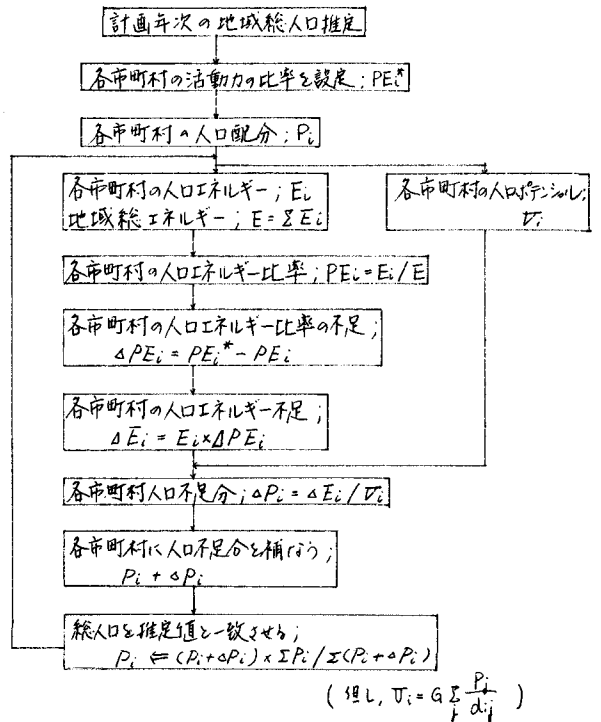 計画年次の地域総人口推定
各市町村の活動力の比率を設定; PEi*
各市町村の人口配分; Pi
各市町村の人口エネルギー; Ei
地域総エネルギー; E=ΣEi
各市町村の人口ポテンシャル;
Vi
各市町村の人口エネルギー比率; PEi=Ei/E
各市町村の人口エネルギー比率の不足;
ΔPEi = PEi* - PEi
各市町村の人口エネルギー不足;
ΔEi = Ei×ΔPEi
各市町村人口不足分; ΔPi = ΔEi/Vi
各市町村に人口不足分を補なう;
Pi + ΔPi
総人口を推定値と一致させる;
Pi ⇐ (Pi+ΔPi)×ΣPi/Σ(Pi+ΔPi)
(但し, Vi = G Σj Pj/dij )